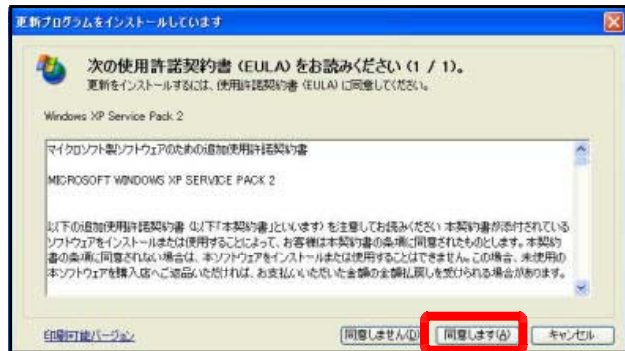 更新プログラムをインストールしています
次の使用許諾契約書 (EULA) をお読みください (1 / 1)。
更新をインストールするには、使用許諾契約書 (EULA) に同意してください。
Windows XP Service Pack 2
マイクロソフト製ソフトウェアのための追加使用許諾契約書
MICROSOFT WINDOWS XP SERVICE PACK 2
以下の追加使用許諾契約書 (以下「本契約書」といいます) を注意してお読みください 本契約書が添付されている
ソフトウェアをインストールまたは使用することによって、お客様は本契約書の条項に同意されたものとします。本契約
書の条項に同意されない場合は、本ソフトウェアをインストールまたは使用することはできません。この場合、未使用の
本ソフトウェアを購入店へご返品いただければ、お支払いいただいた金額の全額払戻しを受けられる場合があります。
印刷可能バージョン
同意しません(D)
同意します(A)
キャンセル